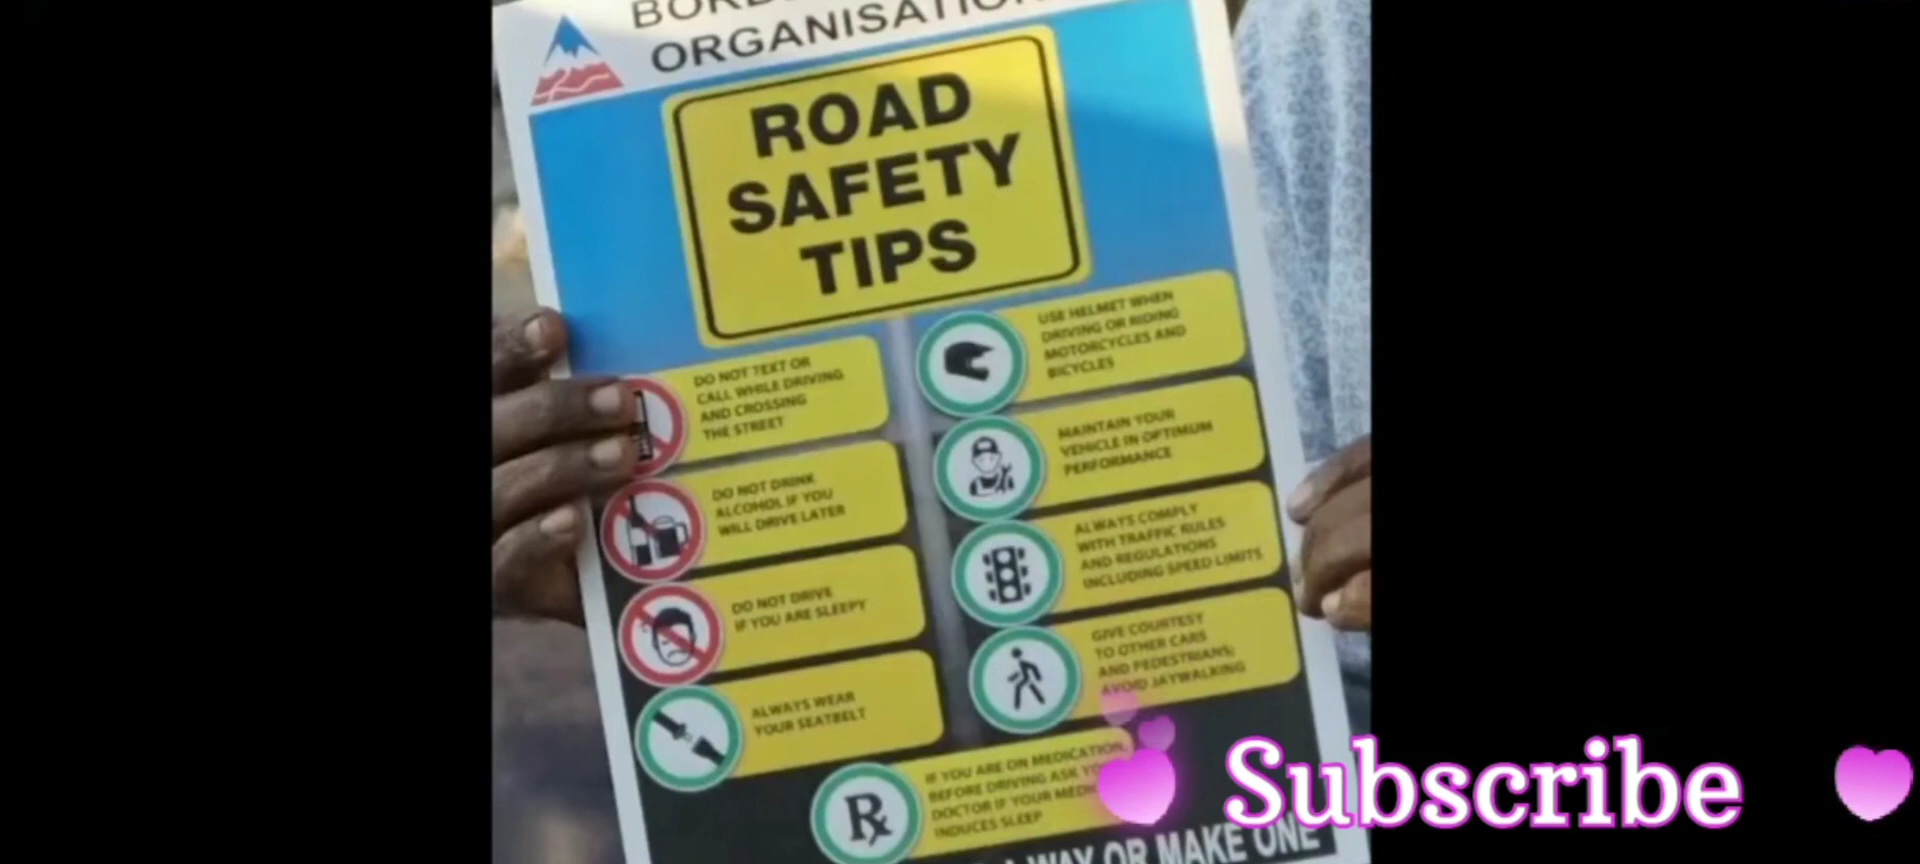 ORGANISATION
ROAD
SAFETY
TIPS
DO NOT TEXT OR
CALL WHILE DRIVING
AND CROSSING
THE STREET
DO NOT DRINK
ALCOHOL IF YOU
WILL DRIVE LATER
DO NOT DRIVE
IF YOU ARE SLEEPY
ALWAYS WEAR
YOUR SEATBELT
USE HELMET WHEN
DRIVING OR RIDING
MOTORCYCLES AND
BICYCLES
MAINTAIN YOUR
VEHICLE IN OPTIMUM
PERFORMANCE
ALWAYS COMPLY
WITH TRAFFIC RULES
AND REGULATIONS
INCLUDING SPEED LIMITS
GIVE COURTESY
TO OTHER CARS
AND PEDESTRIANS;
AVOID JAYWALKING
Rx
IF YOU ARE ON MEDICATION,
BEFORE DRIVING ASK
DOCTOR IF YOUR
INDUCES SLEEP
WAY OR MAKE ONE
Subscribe